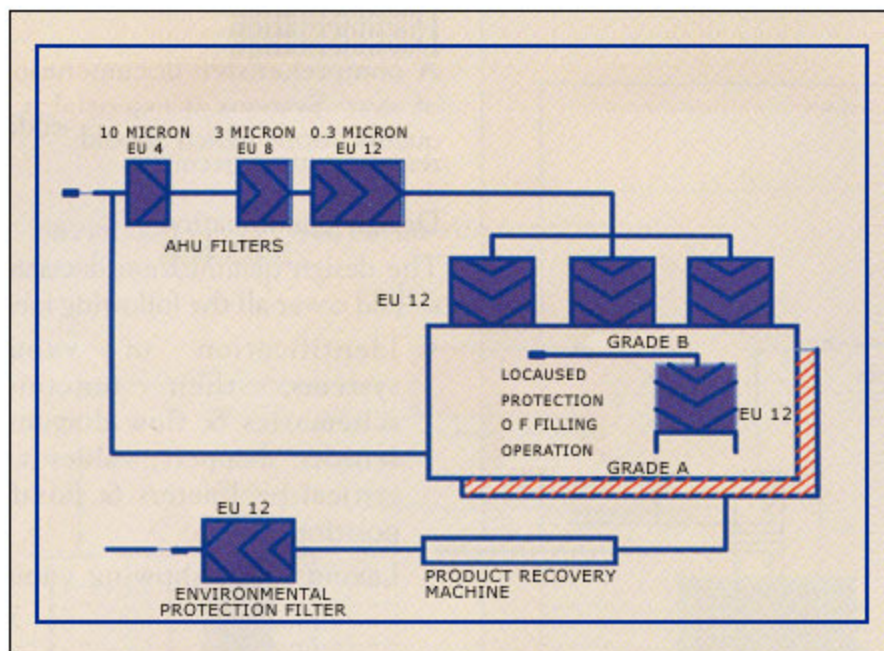 10 MICRON 3 MICRON 0.3 MICRON
EU 4 EU 8 EU 12
AHU FILTERS
EU 12
GRADE B
LOCAUSED
PROTECTION
O F FILLING
OPERATION
EU 12
GRADE A
EU 12
ENVIRONMENTAL
PROTECTION FILTER
PRODUCT RECOVERY
MACHINE